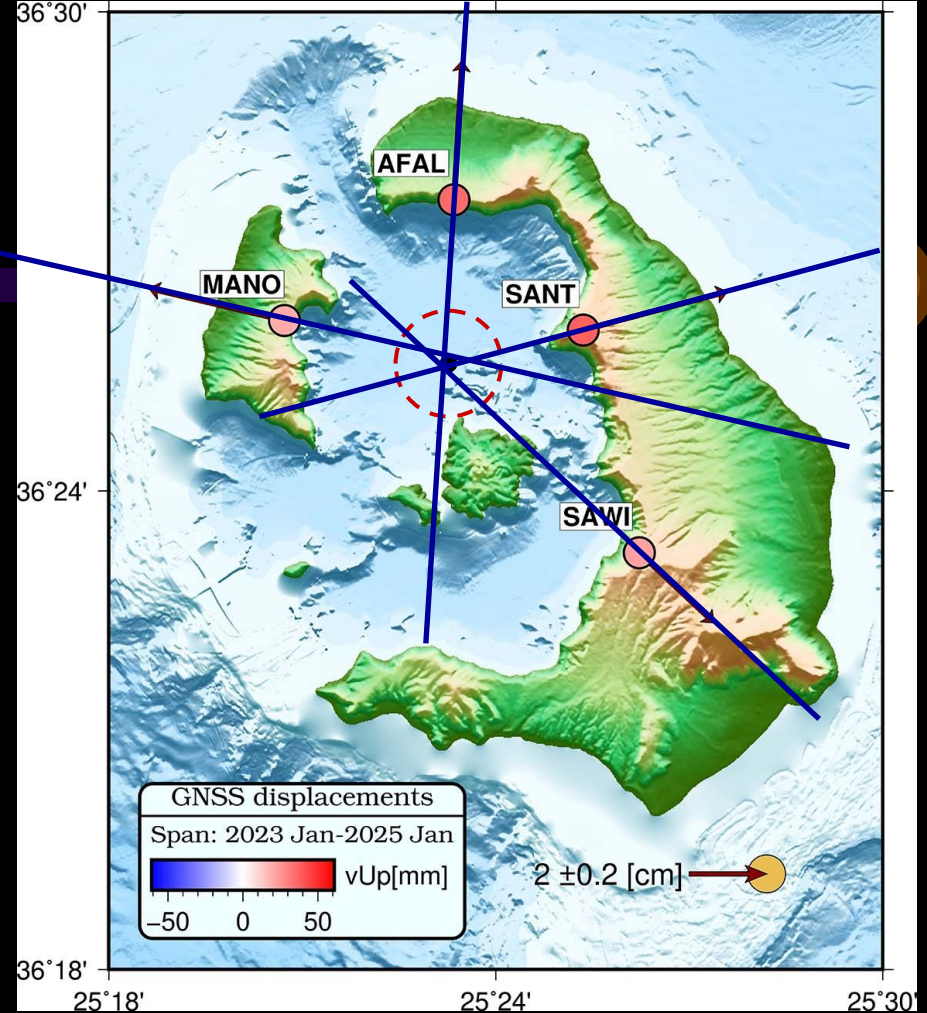 36°30'
AFAL
MANO
SANT
36°24'
SAWI
GNSS displacements
Span: 2023 Jan-2025 Jan
vUp[mm]
−50 0 50
2 ±0.2 [cm]
36°18'
25°18' 25°24' 25°30'